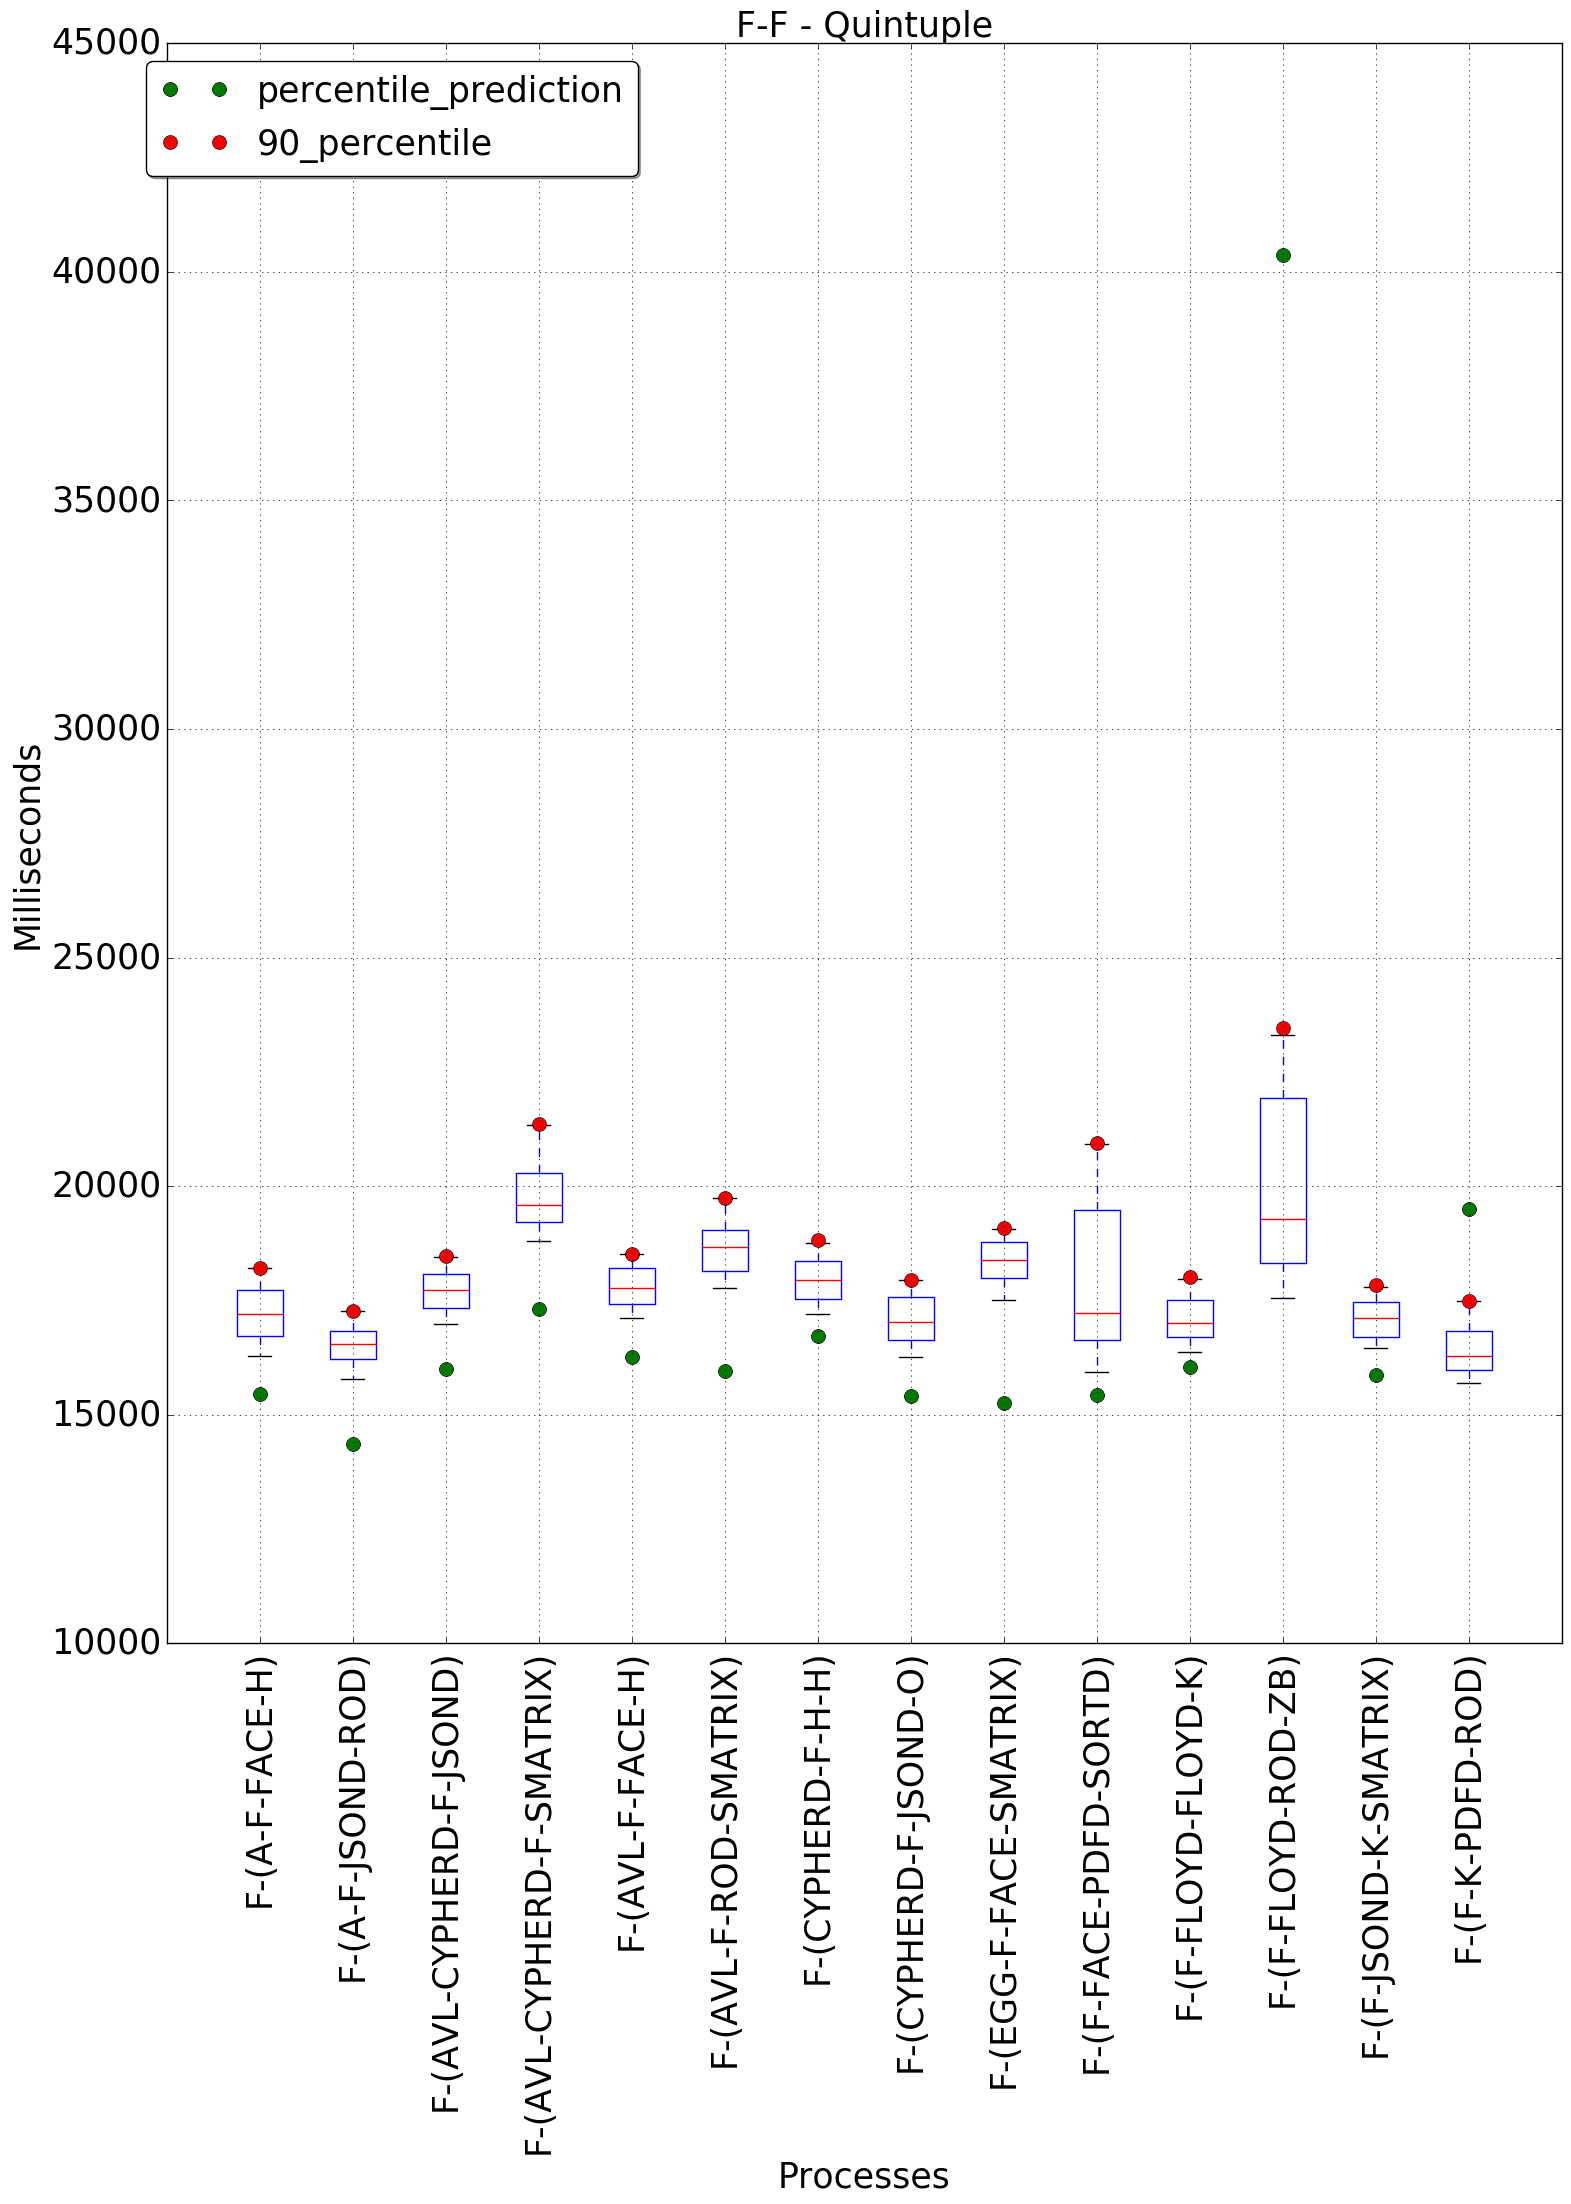 F-F - Quintuple
percentile_prediction
90_percentile
45000
40000
35000
30000
25000
20000
15000
10000
Milliseconds
F-(A-F-FACE-H)
F-(A-F-JSOND-ROD)
F-(AVL-CYPHERD-F-JSOND)
F-(AVL-CYPHERD-F-SMATRIX)
F-(AVL-F-FACE-H)
F-(AVL-F-ROD-SMATRIX)
F-(CYPHERD-F-H-H)
F-(CYPHERD-F-JSOND-O)
F-(EGG-F-FACE-SMATRIX)
F-(F-FACE-PDFD-SORTD)
F-(F-FLOYD-FLOYD-K)
F-(F-FLOYD-ROD-ZB)
F-(F-JSOND-K-SMATRIX)
F-(F-K-PDFD-ROD)
Processes